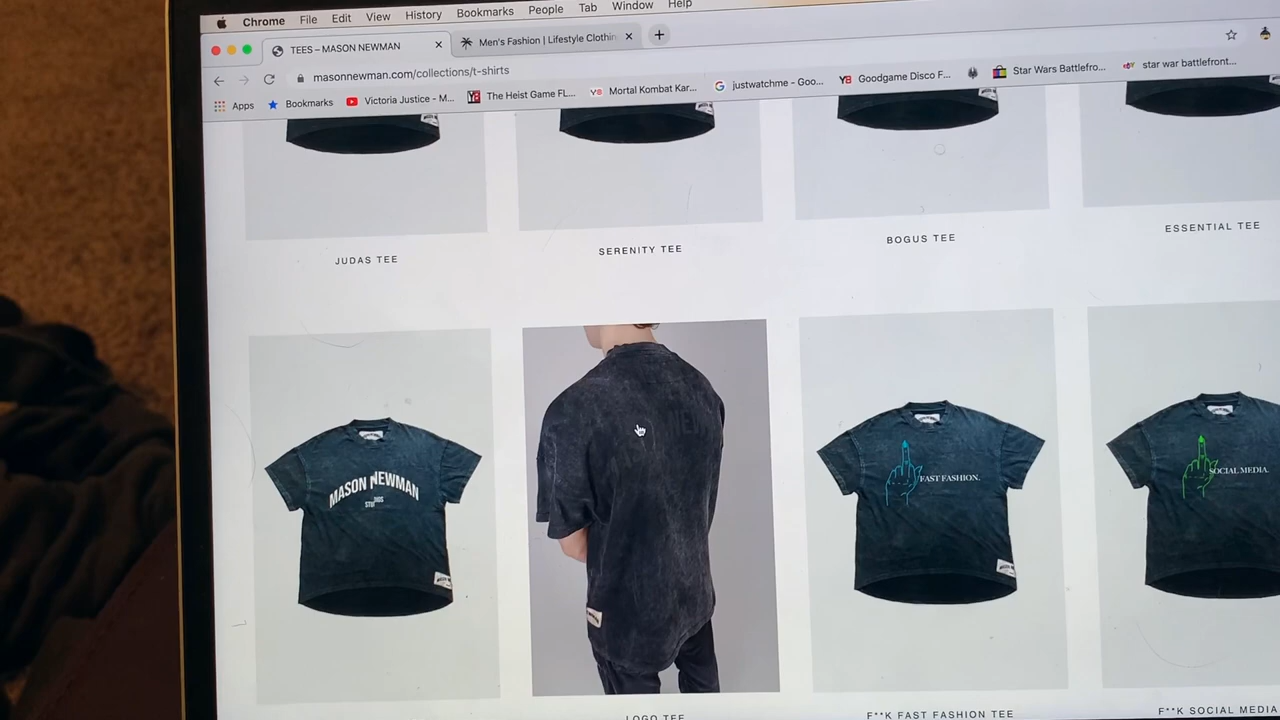 Chrome File Edit View History Bookmarks People Tab Window Help
TEES – MASON NEWMAN
Men's Fashion | Lifestyle Clothin
masonnewman.com/collections/t-shirts
Apps Bookmarks Victoria Justice - M... The Heist Game FL... Mortal Kombat Kar... justwatchme - Goo... Goodgame Disco F... Star Wars Battlefro... star war battlefront...
JUDAS TEE
SERENITY TEE
BOGUS TEE
ESSENTIAL TEE
MASON NEWMAN
STUDIOS
FAST FASHION.
SOCIAL MEDIA.
LOGO TEE
F**K FAST FASHION TEE
F**K SOCIAL MEDIA